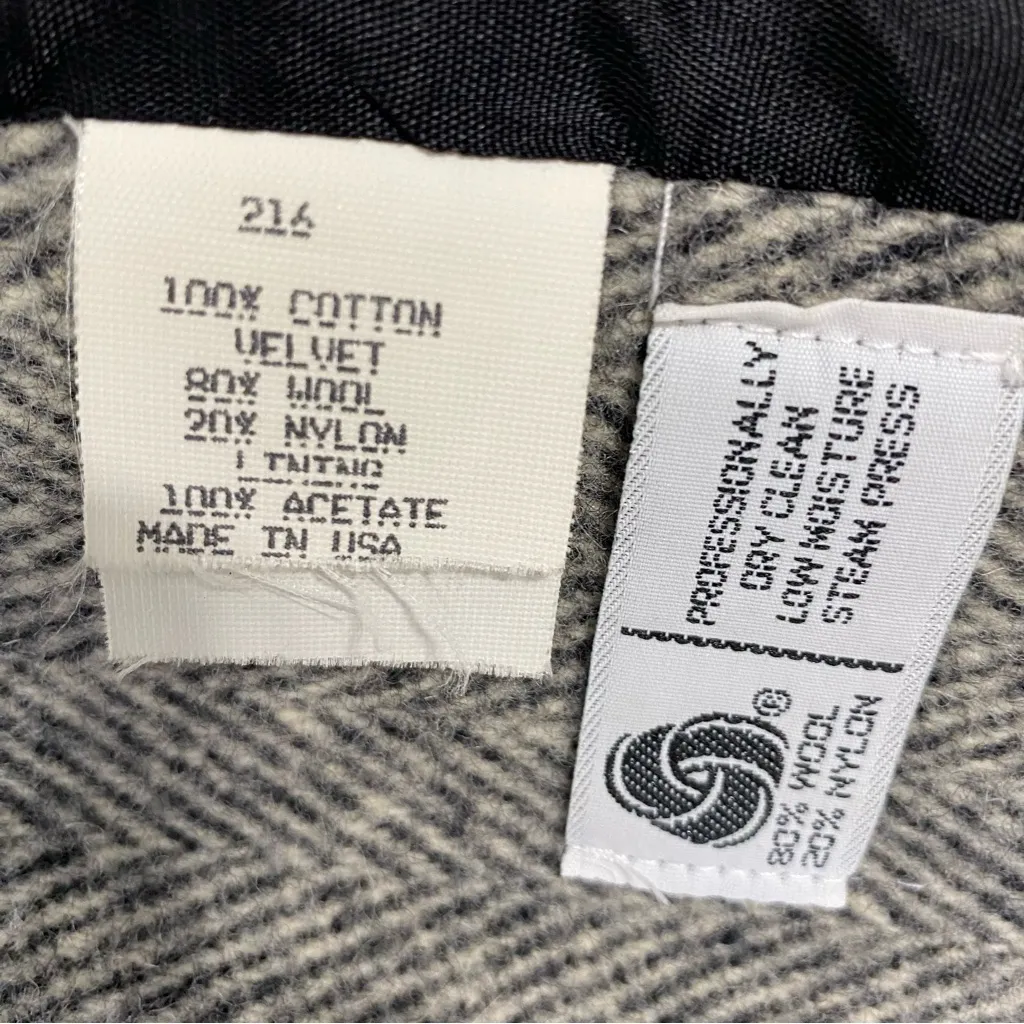 214
100% COTTON
VELVET
80% WOOL
20% NYLON
LINING
100% ACETATE
MADE IN USA
PROFESSIONALLY
DRY CLEAN
LOW MOISTURE
STEAM PRESS
®
80% WOOL
20% NYLON